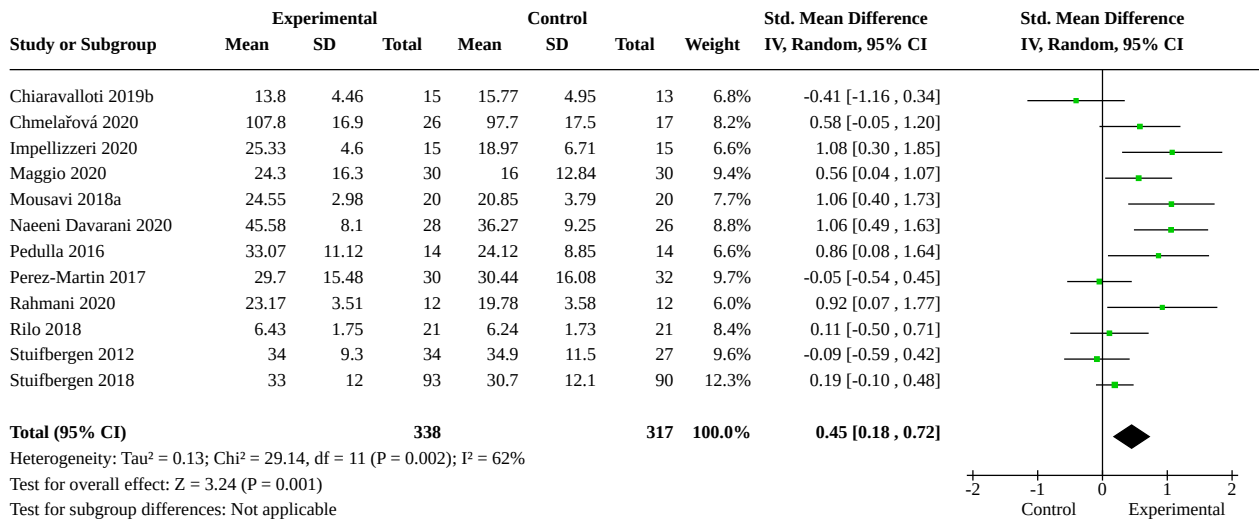 Experimental Control Std. Mean Difference Std. Mean Difference
Study or Subgroup Mean SD Total Mean SD Total Weight IV, Random, 95% CI IV, Random, 95% CI
Chiaravalloti 2019b 13.8 4.46 15 15.77 4.95 13 6.8% -0.41 [-1.16 , 0.34]
Chmelařová 2020 107.8 16.9 26 97.7 17.5 17 8.2% 0.58 [-0.05 , 1.20]
Impellizzeri 2020 25.33 4.6 15 18.97 6.71 15 6.6% 1.08 [0.30 , 1.85]
Maggio 2020 24.3 16.3 30 16 12.84 30 9.4% 0.56 [0.04 , 1.07]
Mousavi 2018a 24.55 2.98 20 20.85 3.79 20 7.7% 1.06 [0.40 , 1.73]
Naeeni Davarani 2020 45.58 8.1 28 36.27 9.25 26 8.8% 1.06 [0.49 , 1.63]
Pedulla 2016 33.07 11.12 14 24.12 8.85 14 6.6% 0.86 [0.08 , 1.64]
Perez-Martin 2017 29.7 15.48 30 30.44 16.08 32 9.7% -0.05 [-0.54 , 0.45]
Rahmani 2020 23.17 3.51 12 19.78 3.58 12 6.0% 0.92 [0.07 , 1.77]
Rilo 2018 6.43 1.75 21 6.24 1.73 21 8.4% 0.11 [-0.50 , 0.71]
Stuifbergen 2012 34 9.3 34 34.9 11.5 27 9.6% -0.09 [-0.59 , 0.42]
Stuifbergen 2018 33 12 93 30.7 12.1 90 12.3% 0.19 [-0.10 , 0.48]
Total (95% CI) 338 317 100.0% 0.45 [0.18 , 0.72]
Heterogeneity: Tau² = 0.13; Chi² = 29.14, df = 11 (P = 0.002); I² = 62%
Test for overall effect: Z = 3.24 (P = 0.001)
Test for subgroup differences: Not applicable
-2 -1 0 1 2
Control Experimental